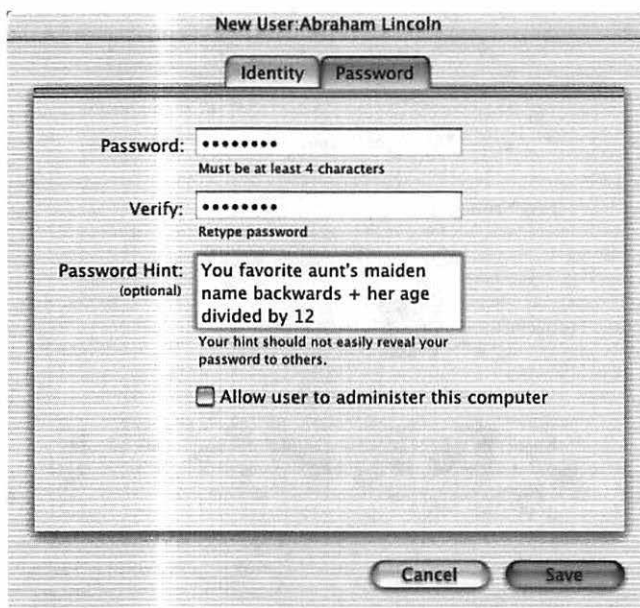 New User:Abraham Lincoln
Identity Password
Password: ••••••••
Must be at least 4 characters
Verify: ••••••••
Retype password
Password Hint: You favorite aunt's maiden
(optional) name backwards + her age
divided by 12
Your hint should not easily reveal your
password to others.
Allow user to administer this computer
Cancel Save